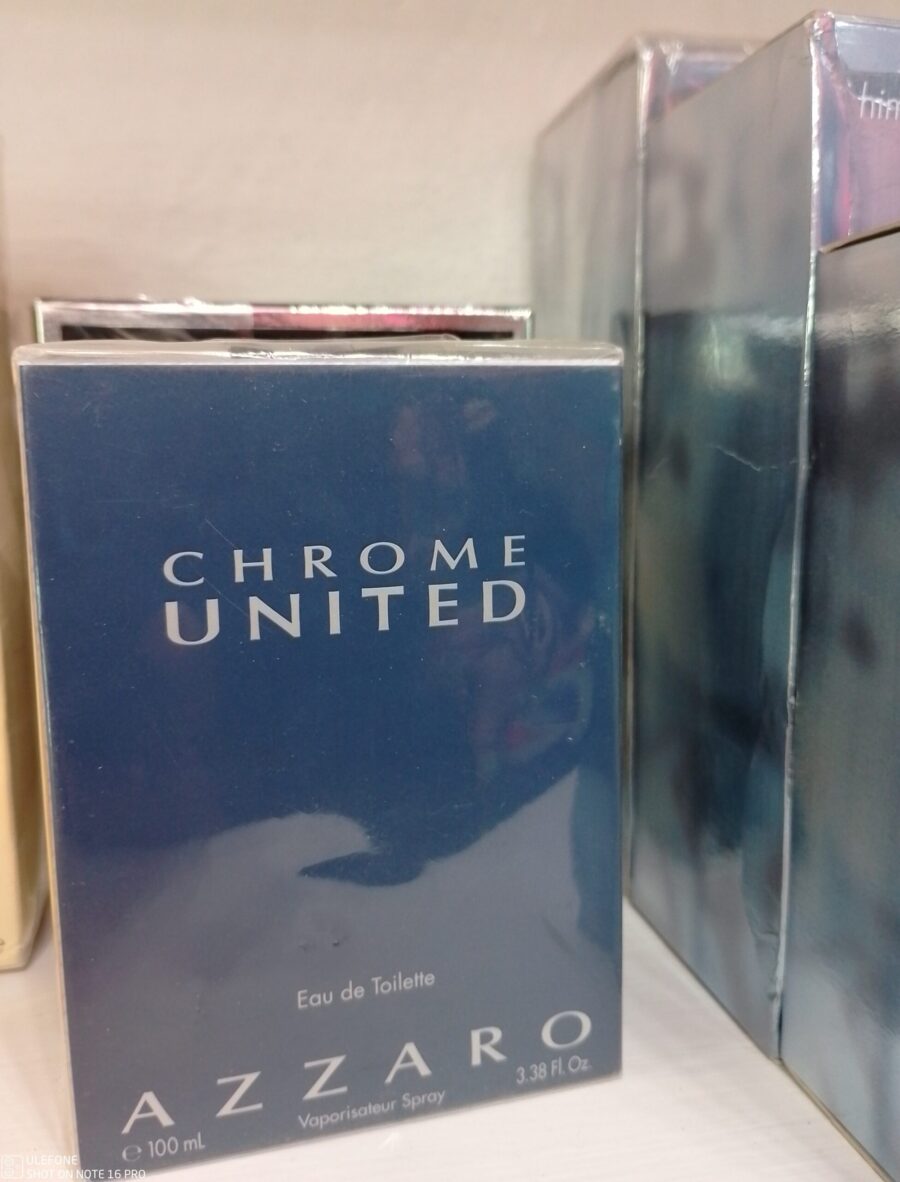 him
CHROME
UNITED
Eau de Toilette
AZZARO
Vaporisateur Spray
3.38 Fl. Oz.
℮ 100 mL
ULEFONE
SHOT ON NOTE 16 PRO